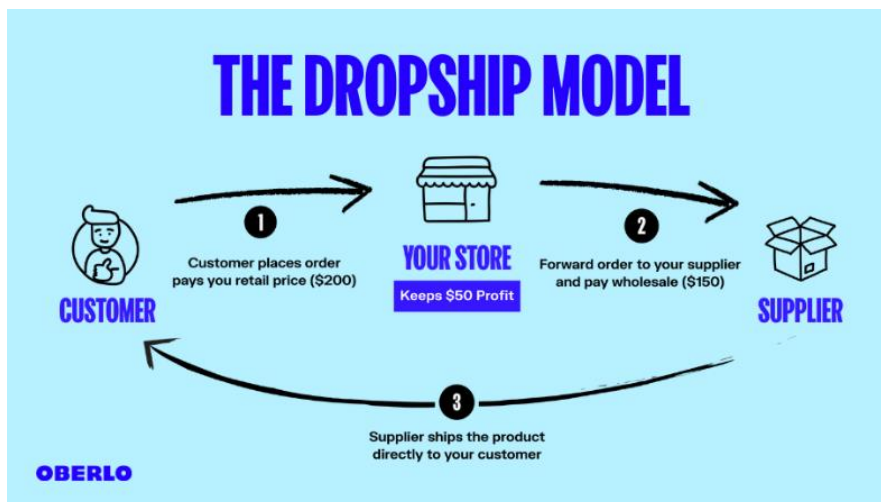 THE DROPSHIP MODEL
1
Customer places order
pays you retail price ($200)
CUSTOMER
YOUR STORE
Keeps $50 Profit
2
Forward order to your supplier
and pay wholesale ($150)
SUPPLIER
3
Supplier ships the product
directly to your customer
OBERLO